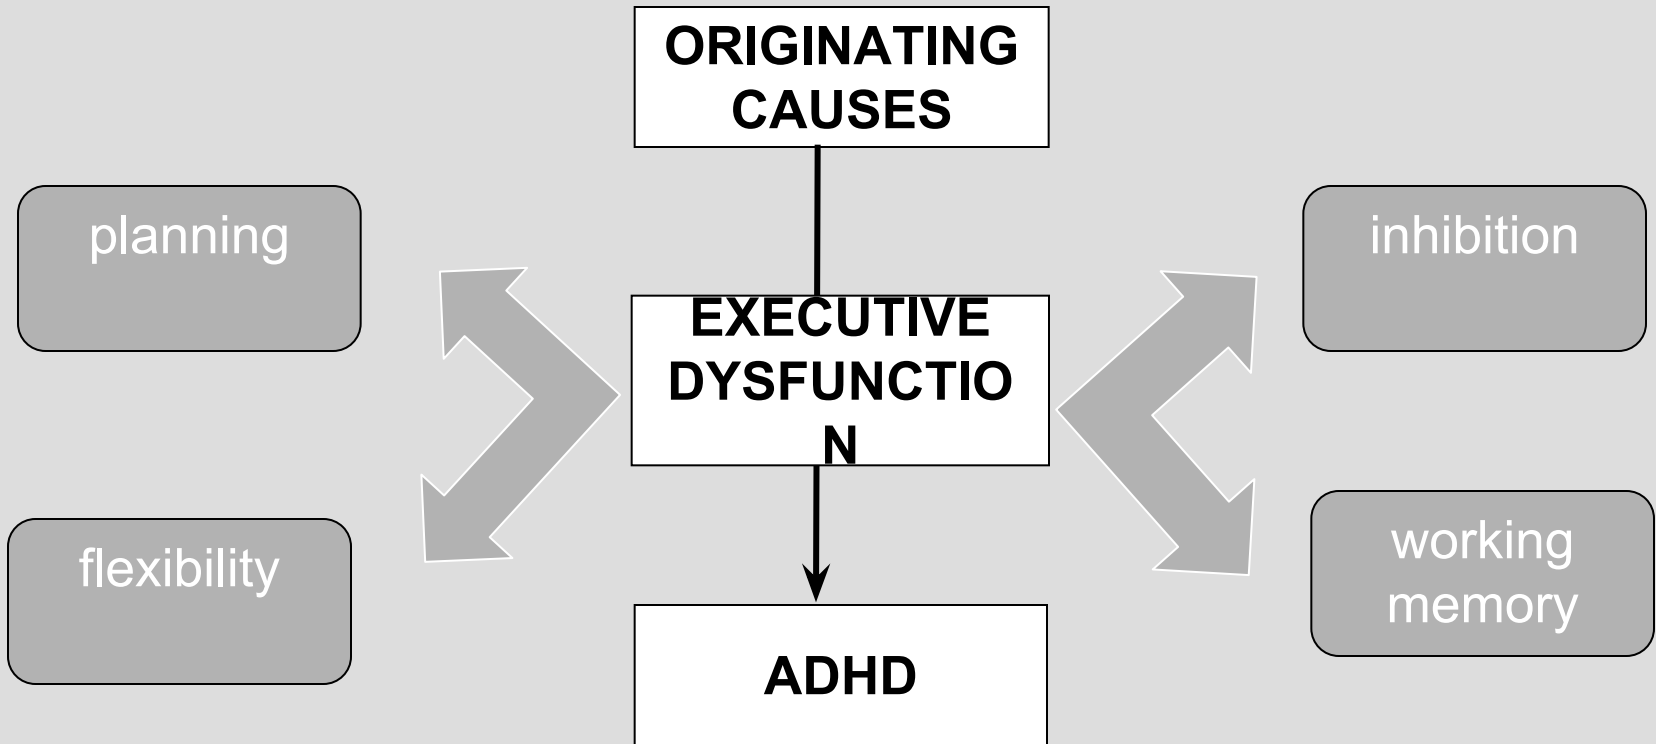 ORIGINATING
CAUSES
planning
inhibition
EXECUTIVE
DYSFUNCTIO
N
flexibility
working
memory
ADHD